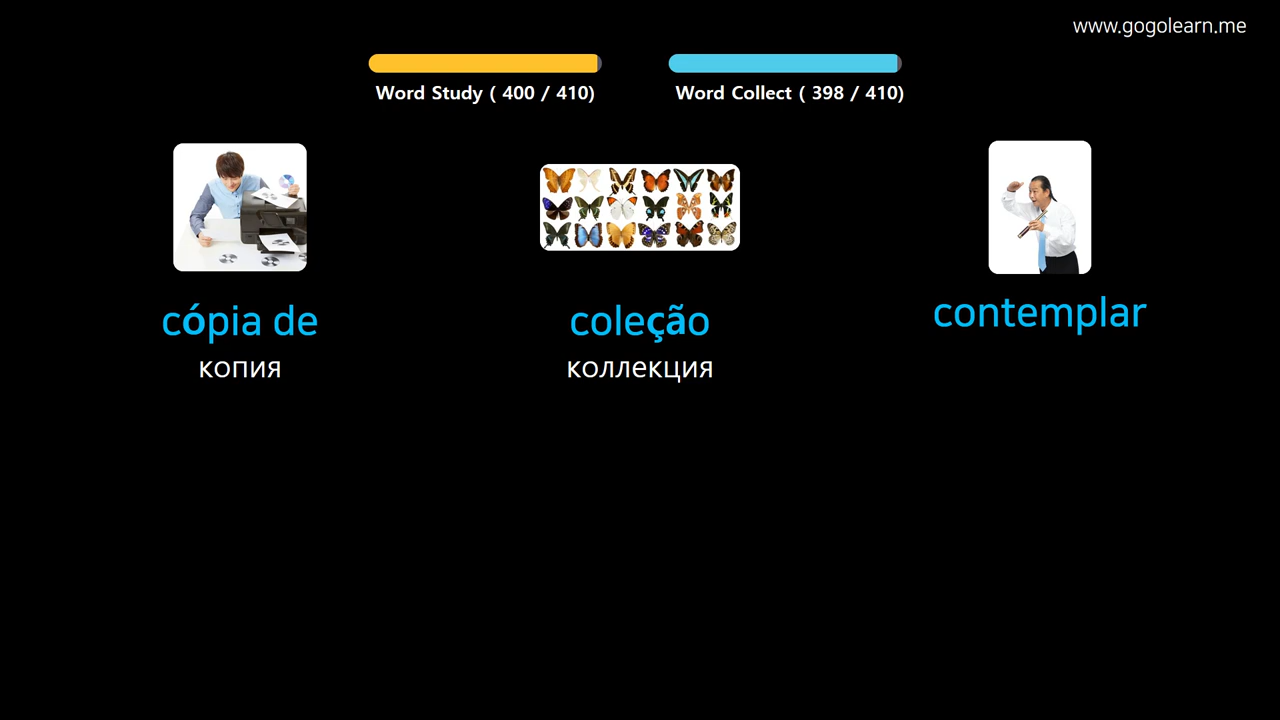 www.gogolearn.me
Word Study ( 400 / 410)
Word Collect ( 398 / 410)
cópia de
копия
coleção
коллекция
contemplar